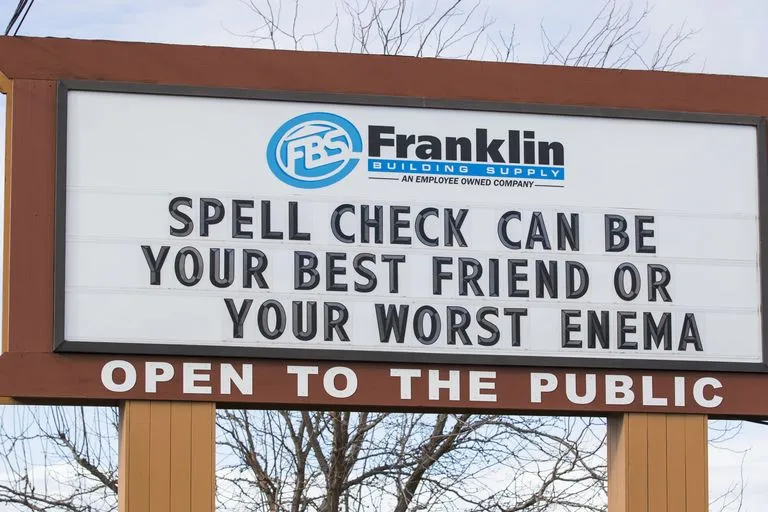 FBS
Franklin
BUILDING SUPPLY
AN EMPLOYEE OWNED COMPANY
SPELL CHECK CAN BE
YOUR BEST FRIEND OR
YOUR WORST ENEMA
OPEN TO THE PUBLIC